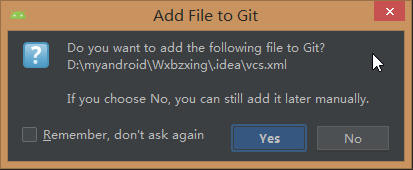 Add File to Git
Do you want to add the following file to Git?
D:\myandroid\Wxbzxing\.idea\vcs.xml
If you choose No, you can still add it later manually.
Remember, don't ask again
Yes
No